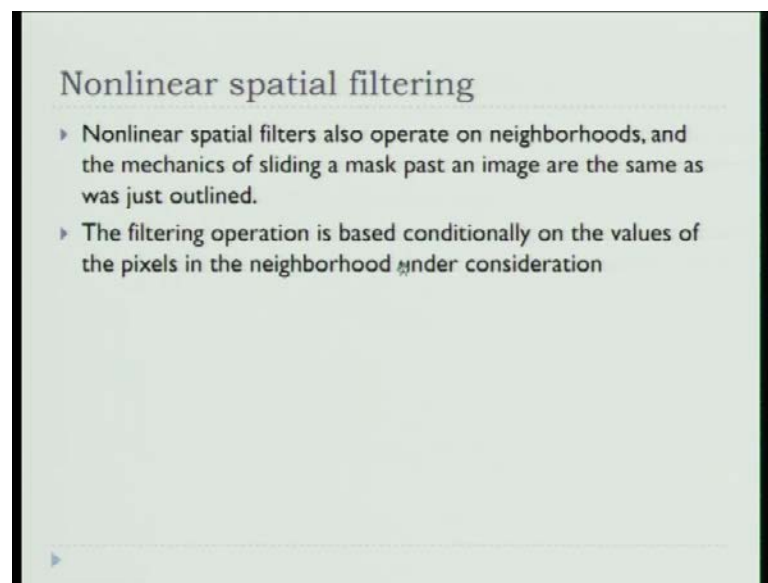 Nonlinear spatial filtering
Nonlinear spatial filters also operate on neighborhoods, and
the mechanics of sliding a mask past an image are the same as
was just outlined.
The filtering operation is based conditionally on the values of
the pixels in the neighborhood under consideration